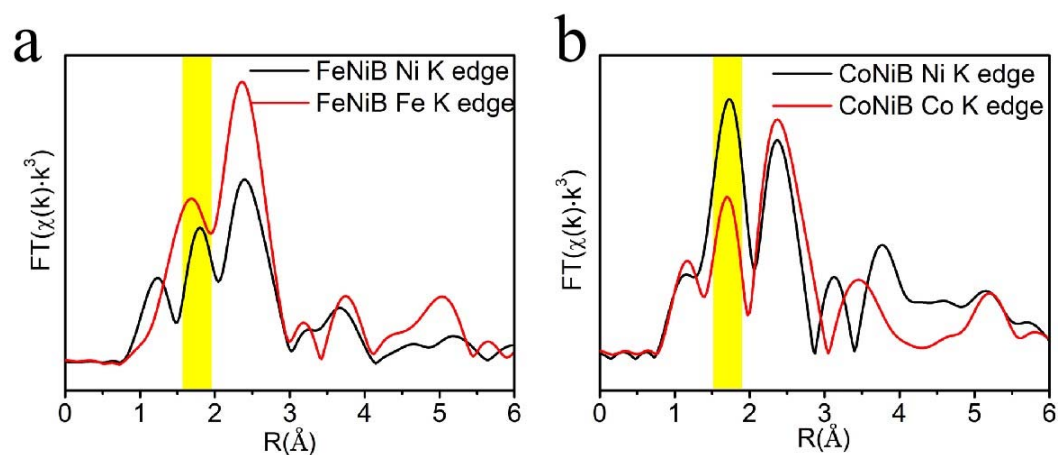 a
FeNiB Ni K edge
FeNiB Fe K edge
FT(χ(k)·k³)
0 1 2 3 4 5 6
R(Å)
b
CoNiB Ni K edge
CoNiB Co K edge
FT(χ(k)·k³)
0 1 2 3 4 5 6
R(Å)